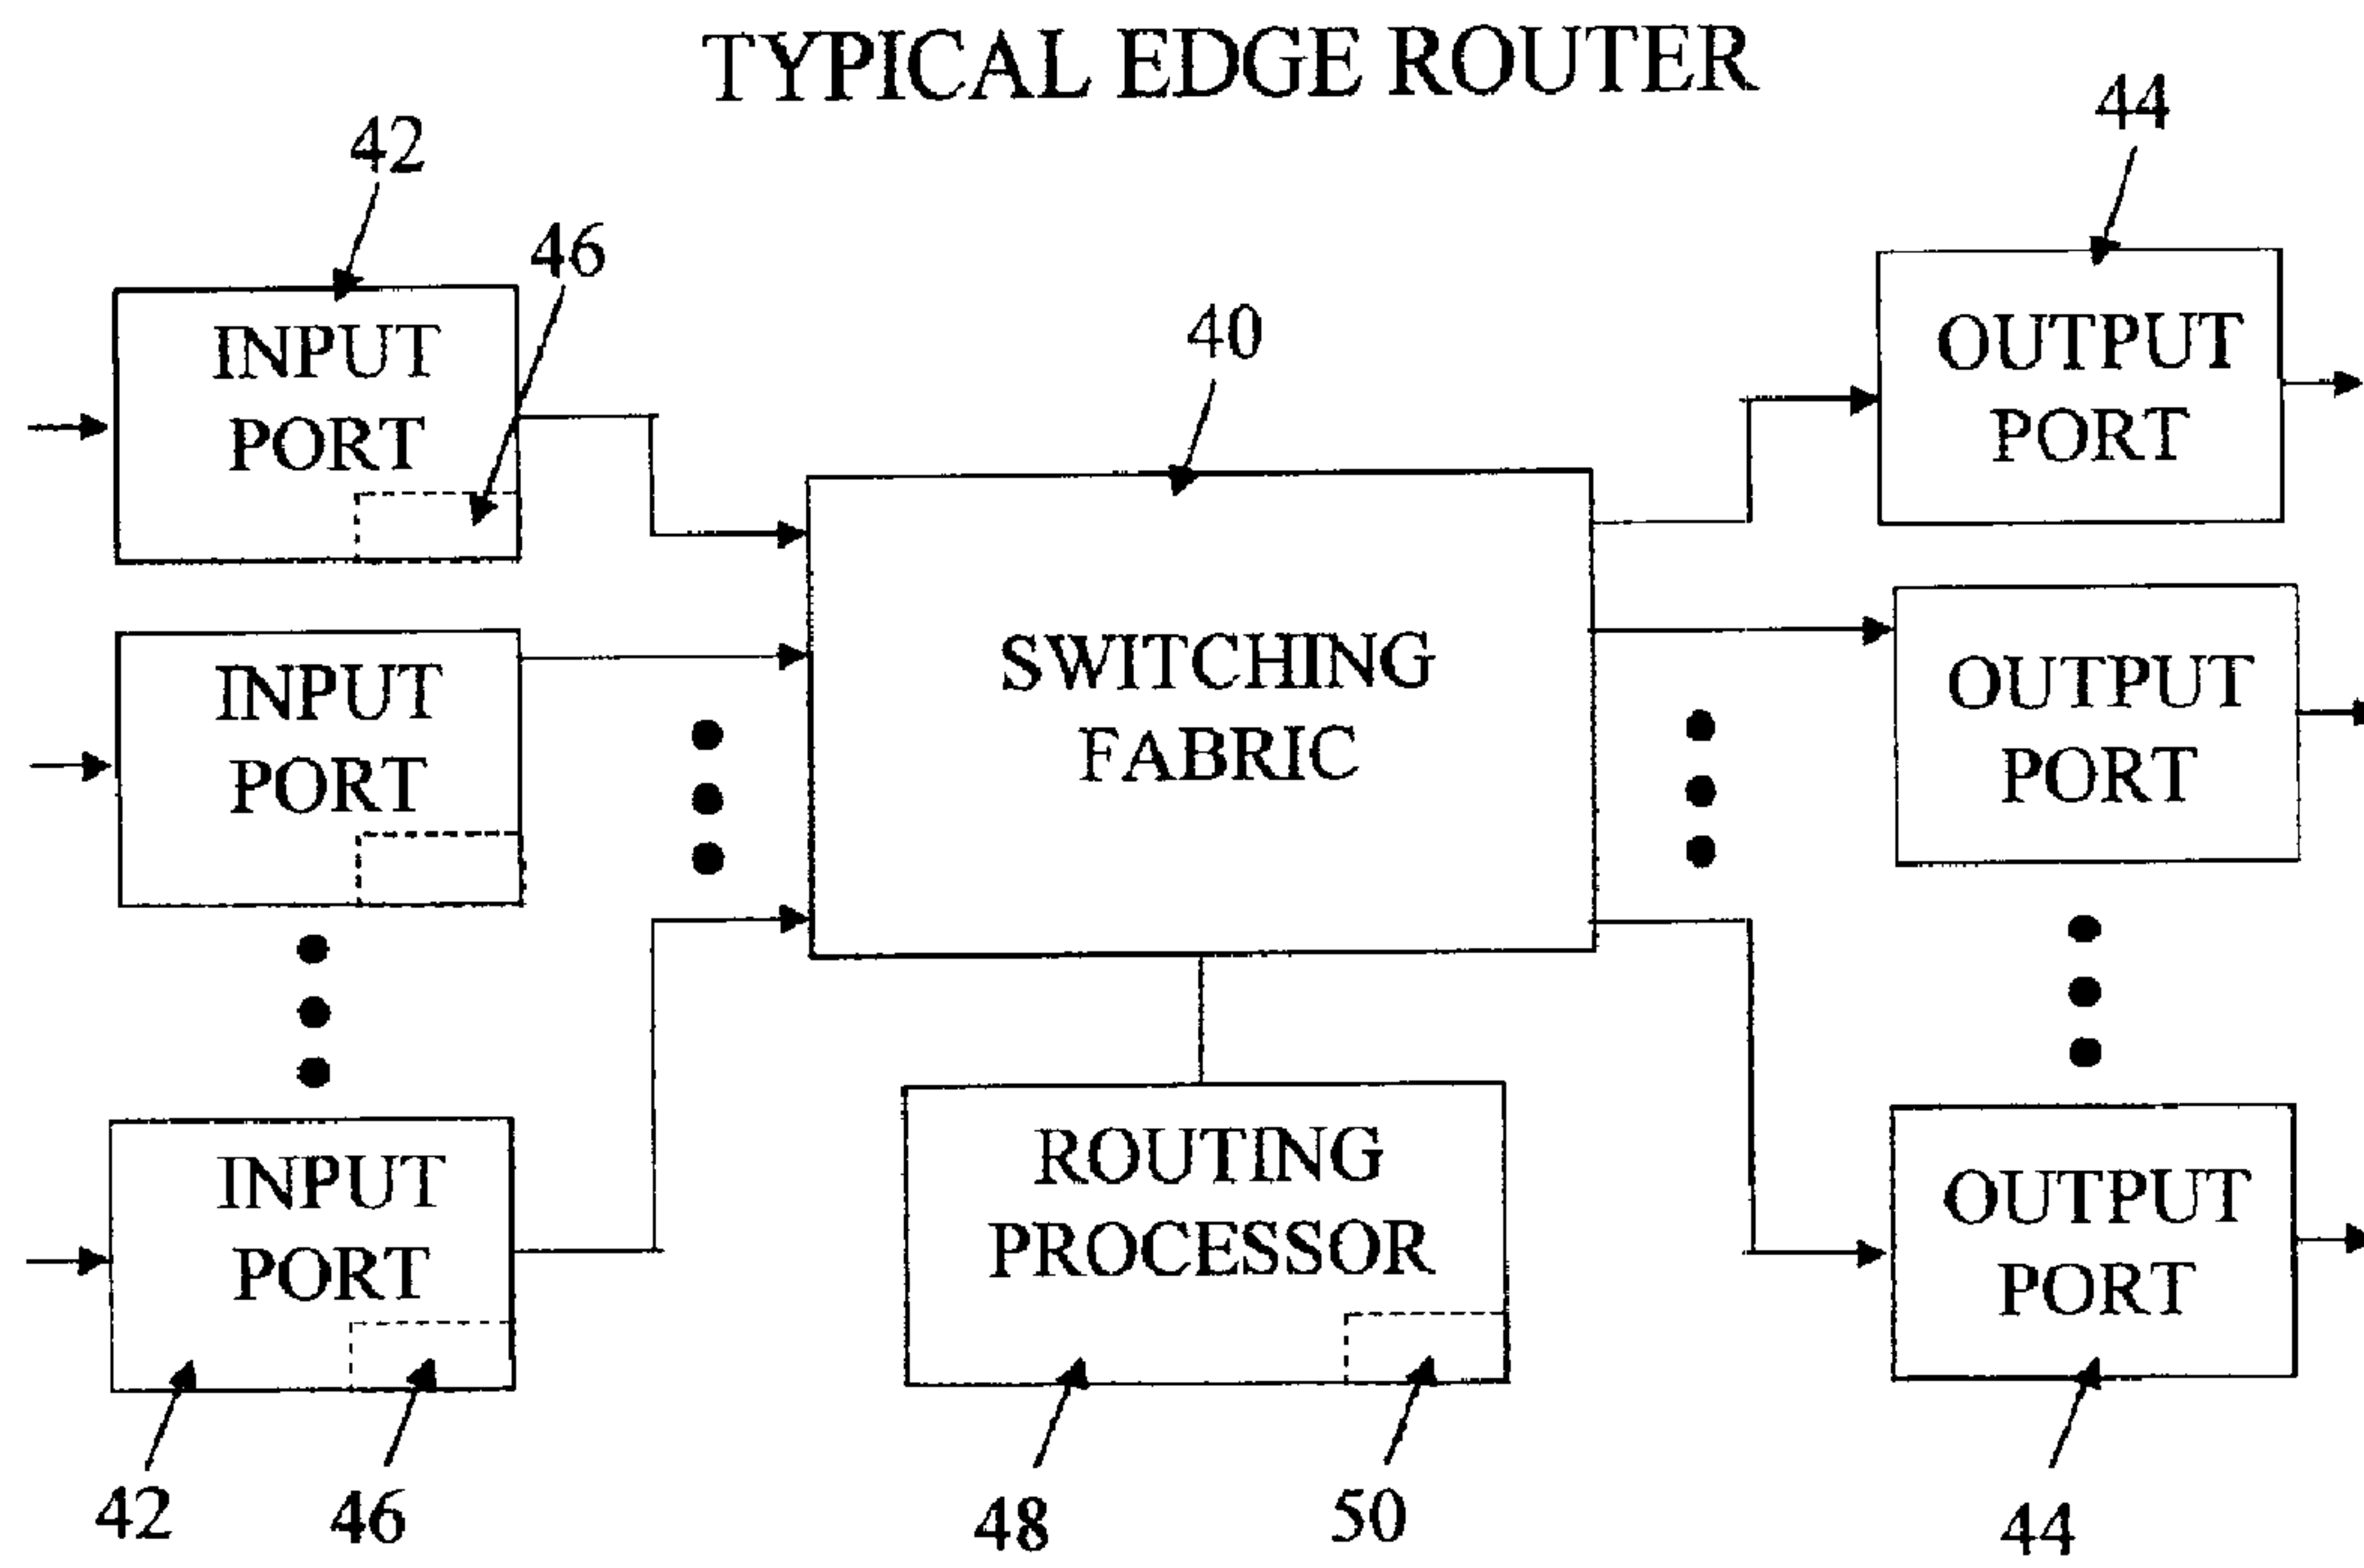 TYPICAL EDGE ROUTER
42
46
40
44
INPUT
PORT
INPUT
PORT
INPUT
PORT
SWITCHING
FABRIC
ROUTING
PROCESSOR
OUTPUT
PORT
OUTPUT
PORT
OUTPUT
PORT
42
46
48
50
44